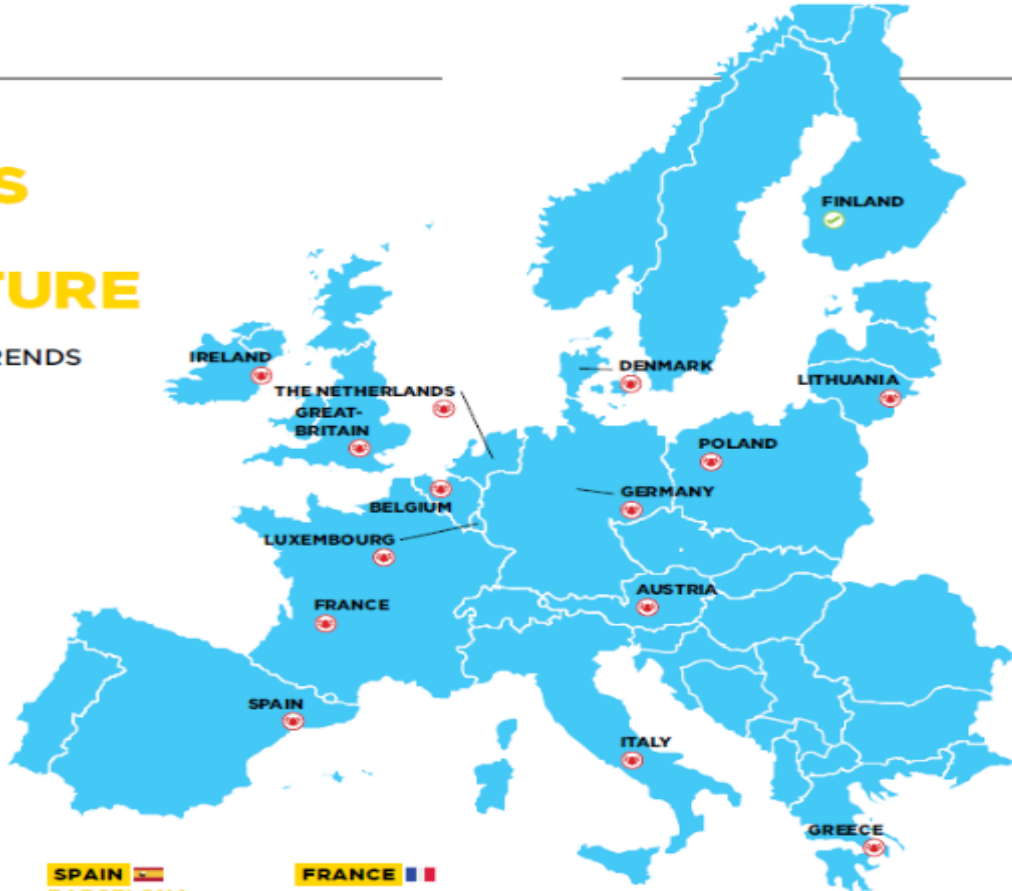 S
TURE
RENDS
FINLAND
IRELAND
DENMARK
THE NETHERLANDS
LITHUANIA
GREAT-
BRITAIN
POLAND
GERMANY
BELGIUM
LUXEMBOURG
AUSTRIA
FRANCE
SPAIN
ITALY
GREECE
SPAIN
FRANCE